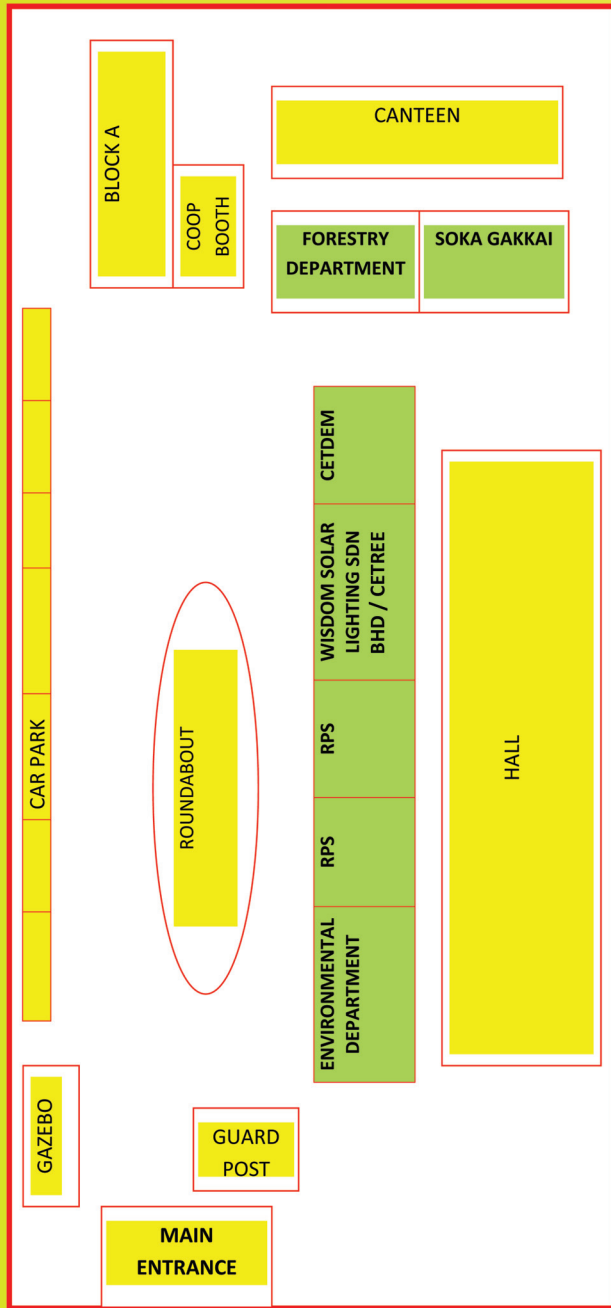 BLOCK A
COOP
BOOTH
CANTEEN
FORESTRY
DEPARTMENT
SOKA GAKKAI
CAR PARK
ROUNDABOUT
CETDEM
WISDOM SOLAR
LIGHTING SDN
BHD / CETREE
RPS
RPS
ENVIRONMENTAL
DEPARTMENT
HALL
GAZEBO
GUARD
POST
MAIN
ENTRANCE